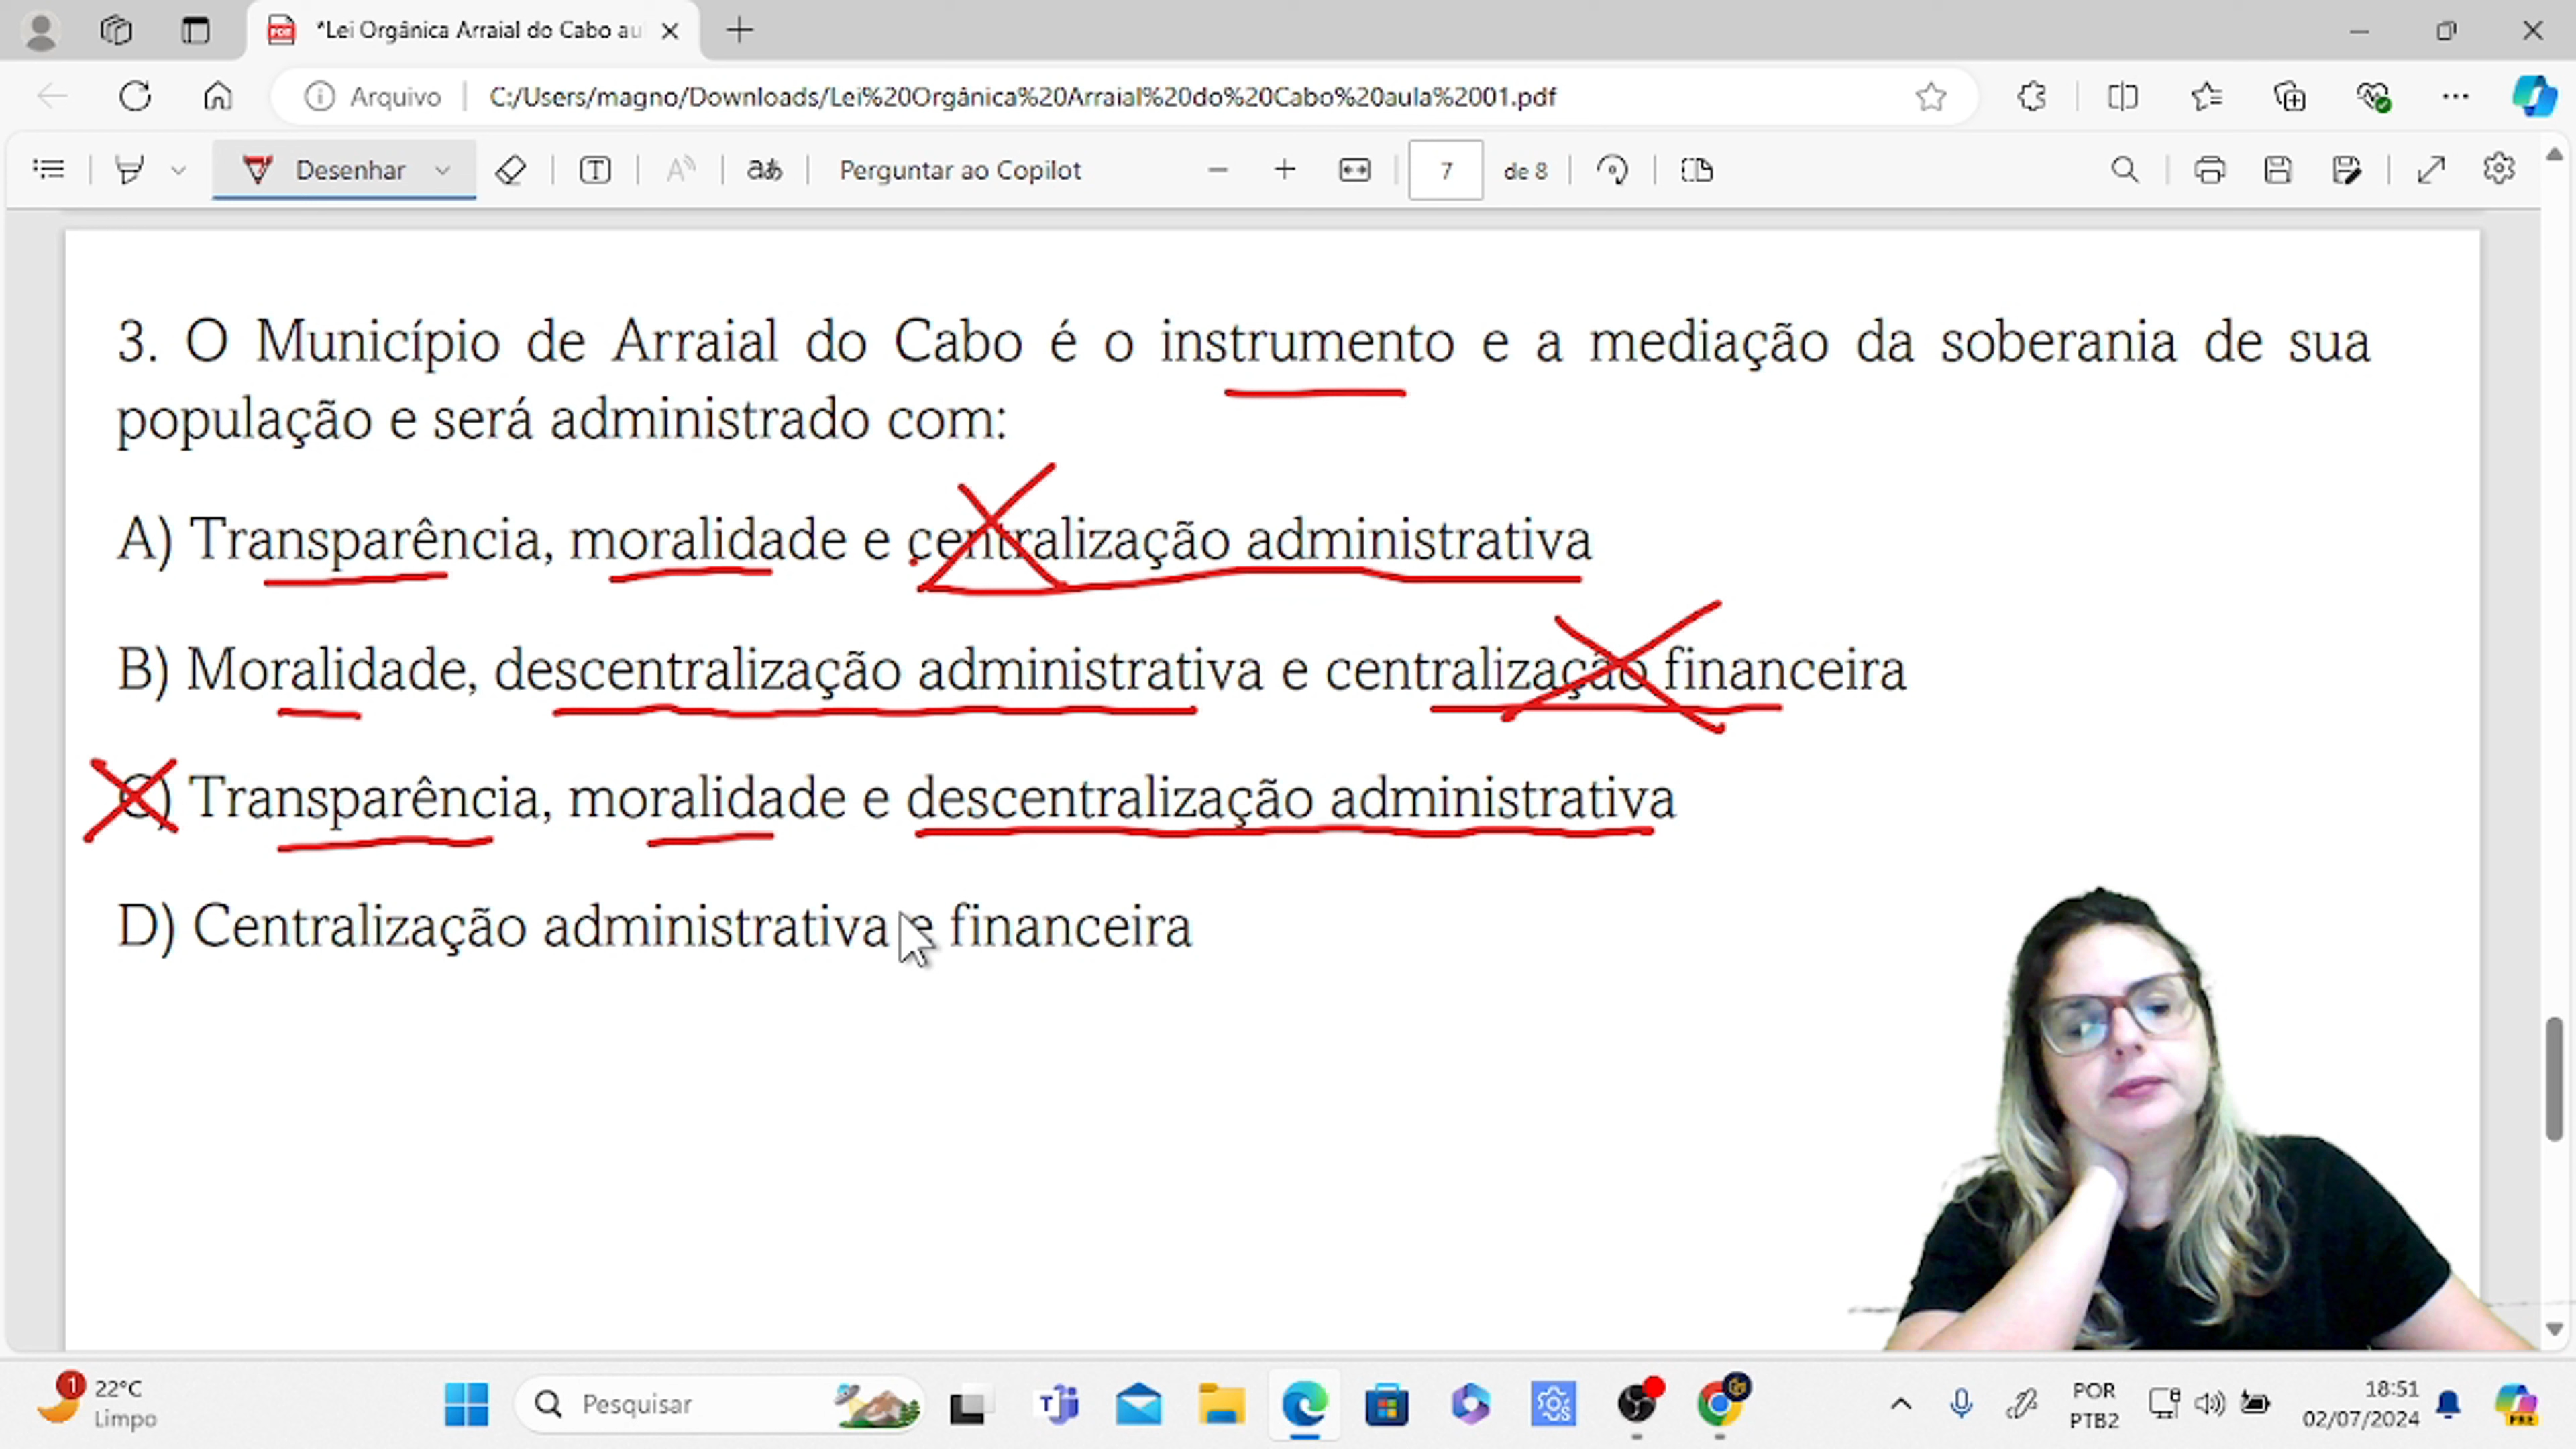 *Lei Orgânica Arraial do Cabo au
Arquivo
C:/Users/magno/Downloads/Lei%20Orgânica%20Arraial%20do%20Cabo%20aula%2001.pdf
Desenhar
Perguntar ao Copilot
7
de 8
3. O Município de Arraial do Cabo é o instrumento e a mediação da soberania de sua
população e será administrado com:
A) Transparência, moralidade e centralização administrativa
B) Moralidade, descentralização administrativa e centralização financeira
C) Transparência, moralidade e descentralização administrativa
D) Centralização administrativa e financeira
1
22°C
Limpo
Pesquisar
POR
PTB2
18:51
02/07/2024
PRE